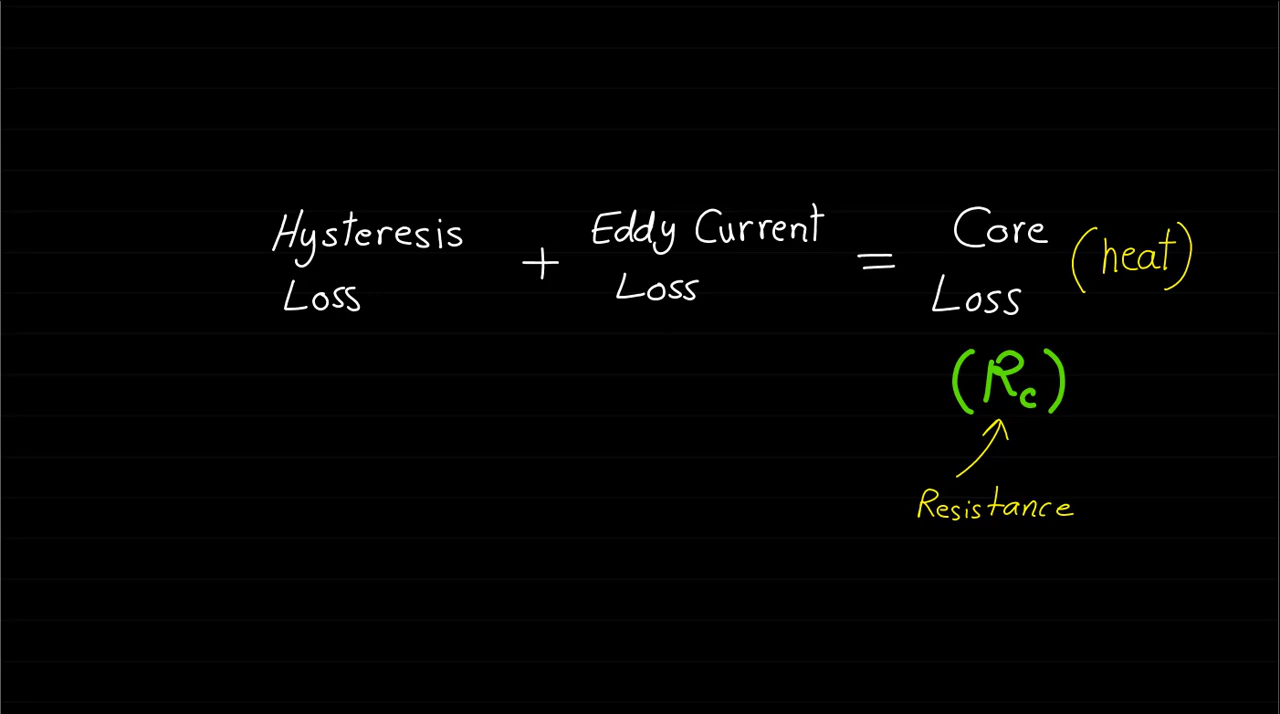 Hysteresis Loss + Eddy Current Loss = Core Loss (heat)
(Rc)
Resistance